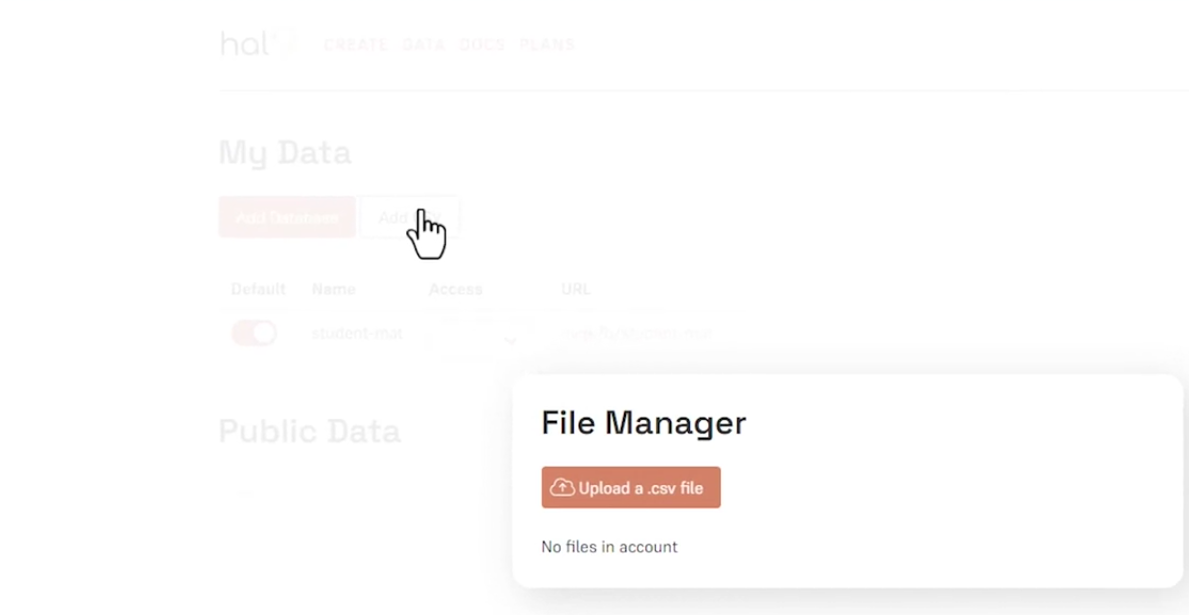 hal
CREATE DATA DOCS PLANS
My Data
Add Database Add
Default Name Access URL
student-mat
Public Data
File Manager
Upload a .csv file
No files in account